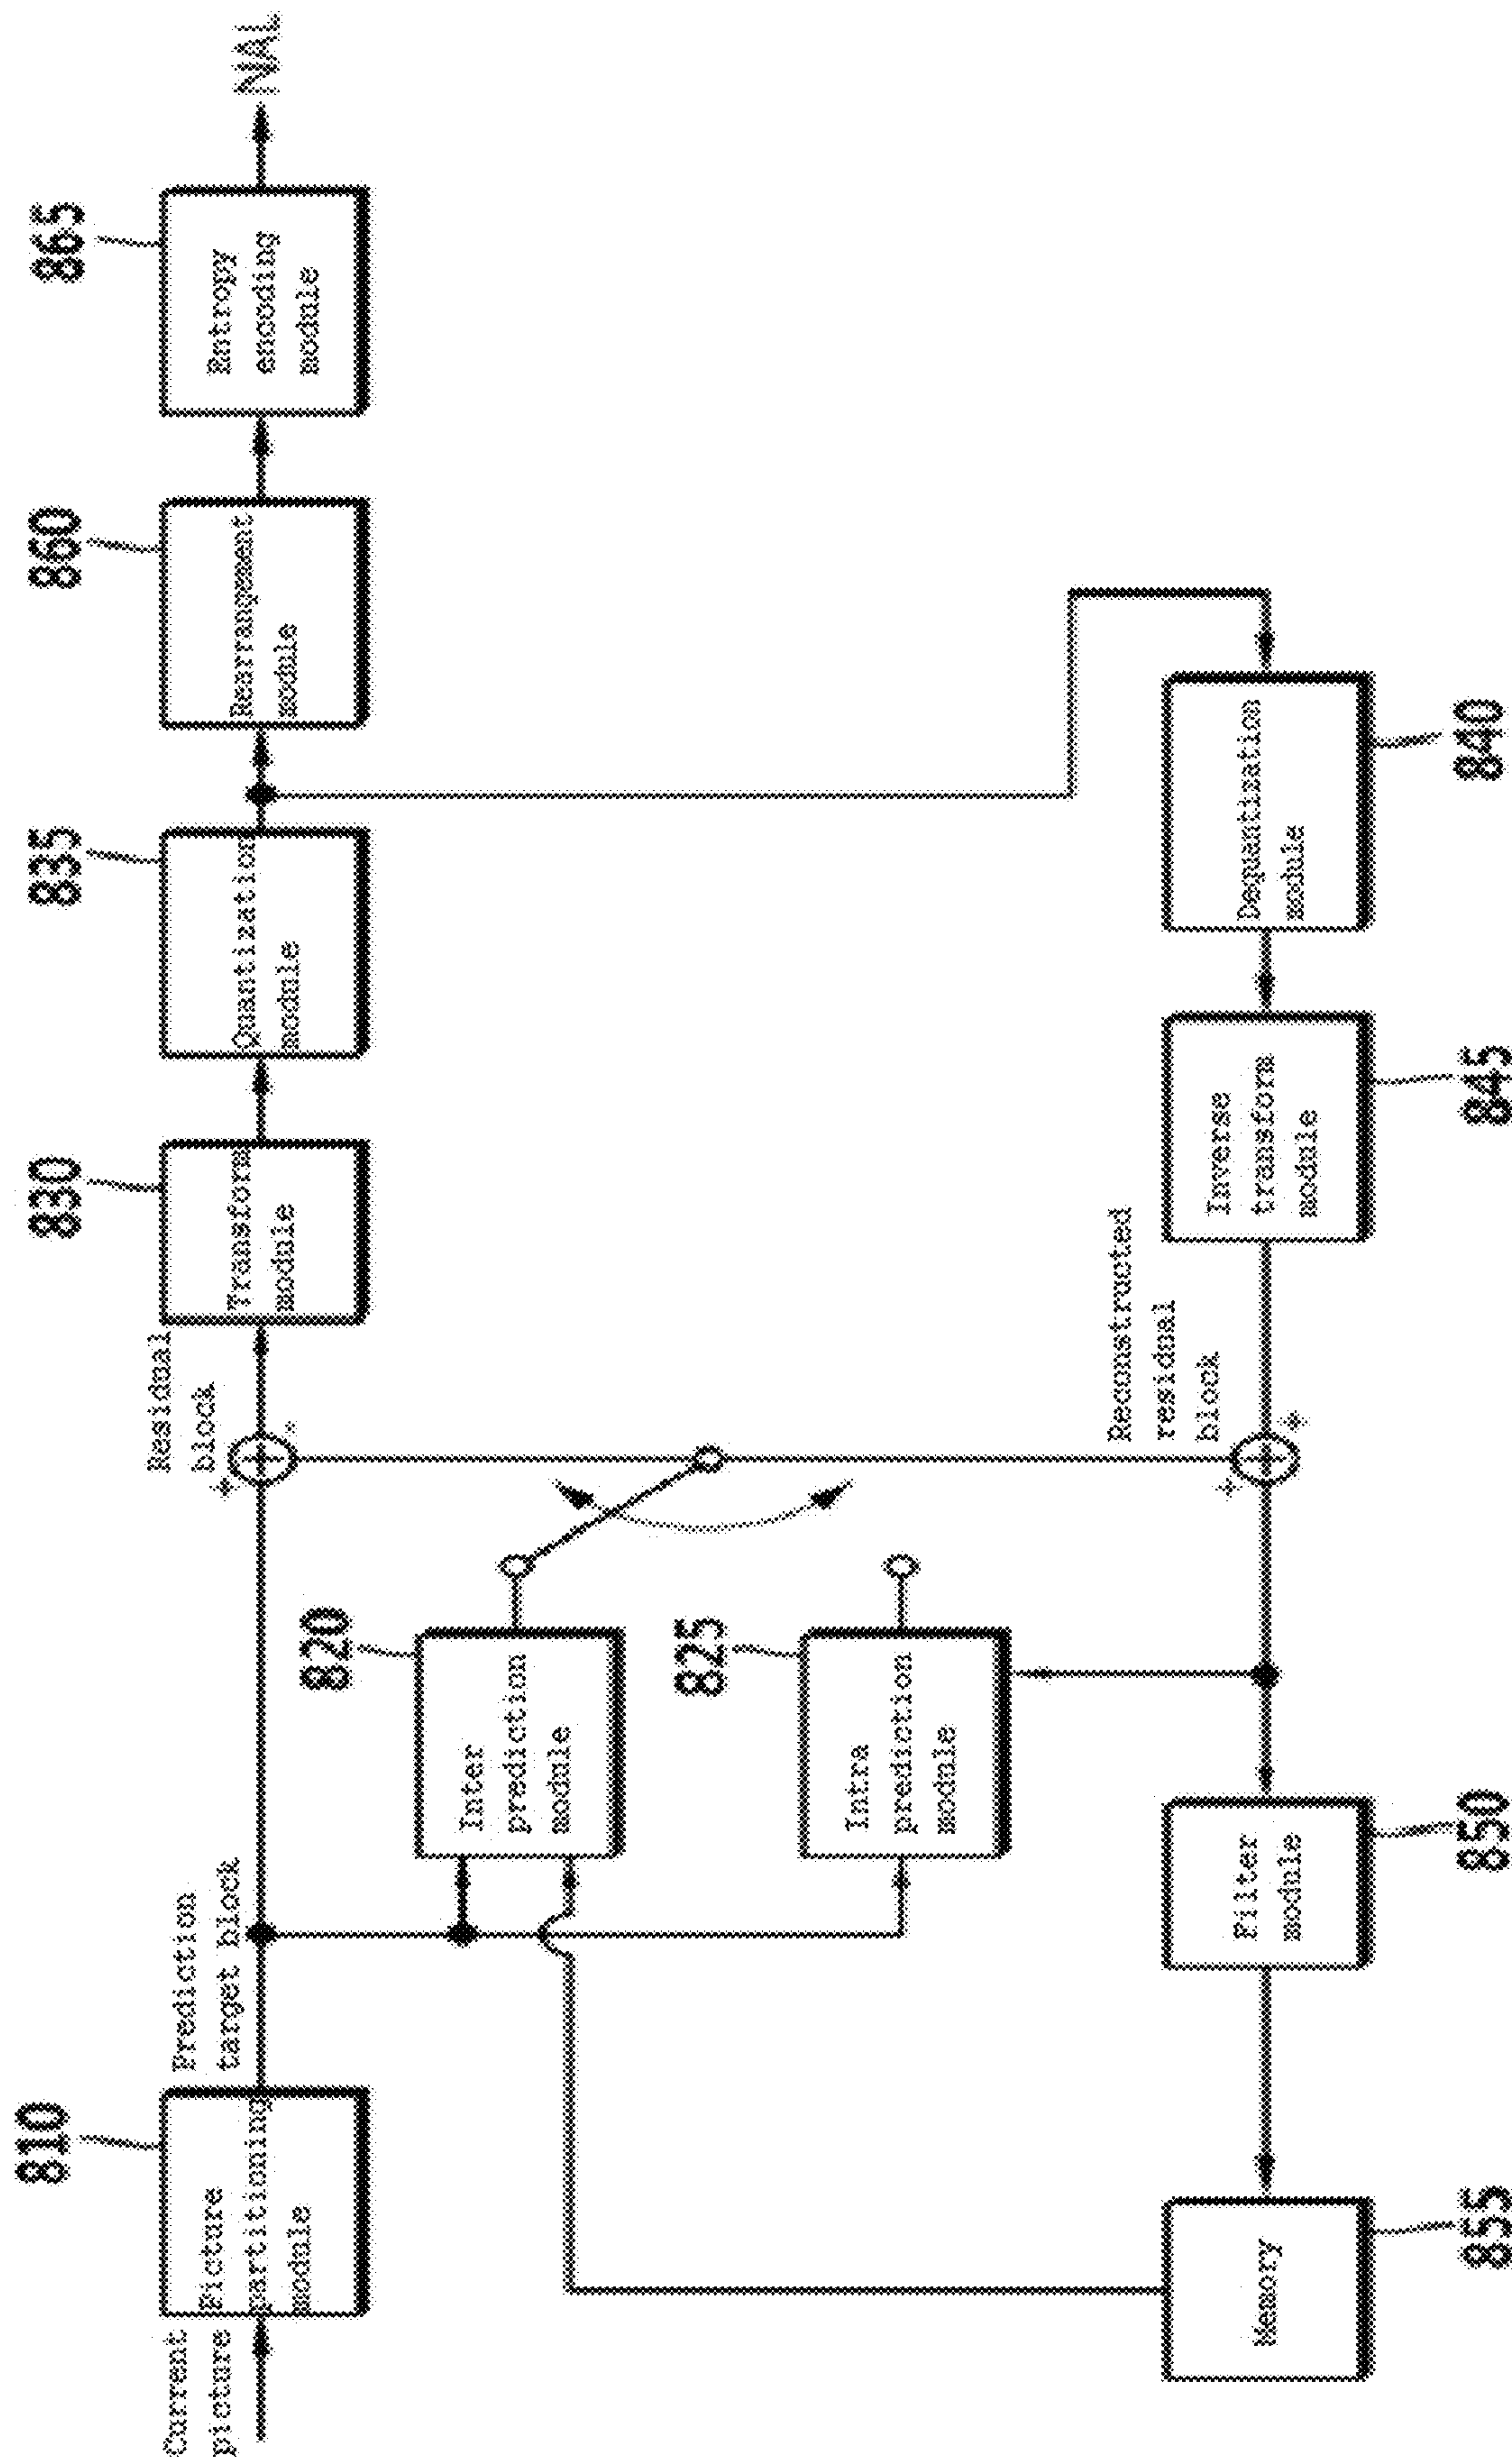 810
830
835
860
865
Current
picture
Picture
partitioning
module
Prediction
target block
+
-
Residual
block
Transform
module
Quantization
module
Rearrangement
module
Entropy
encoding
module
NAL
820
Inter
prediction
module
825
Intra
prediction
module
Memory
Filter
module
+
+
Reconstructed
residual
block
Inverse
transform
module
Dequantization
module
855
850
845
840